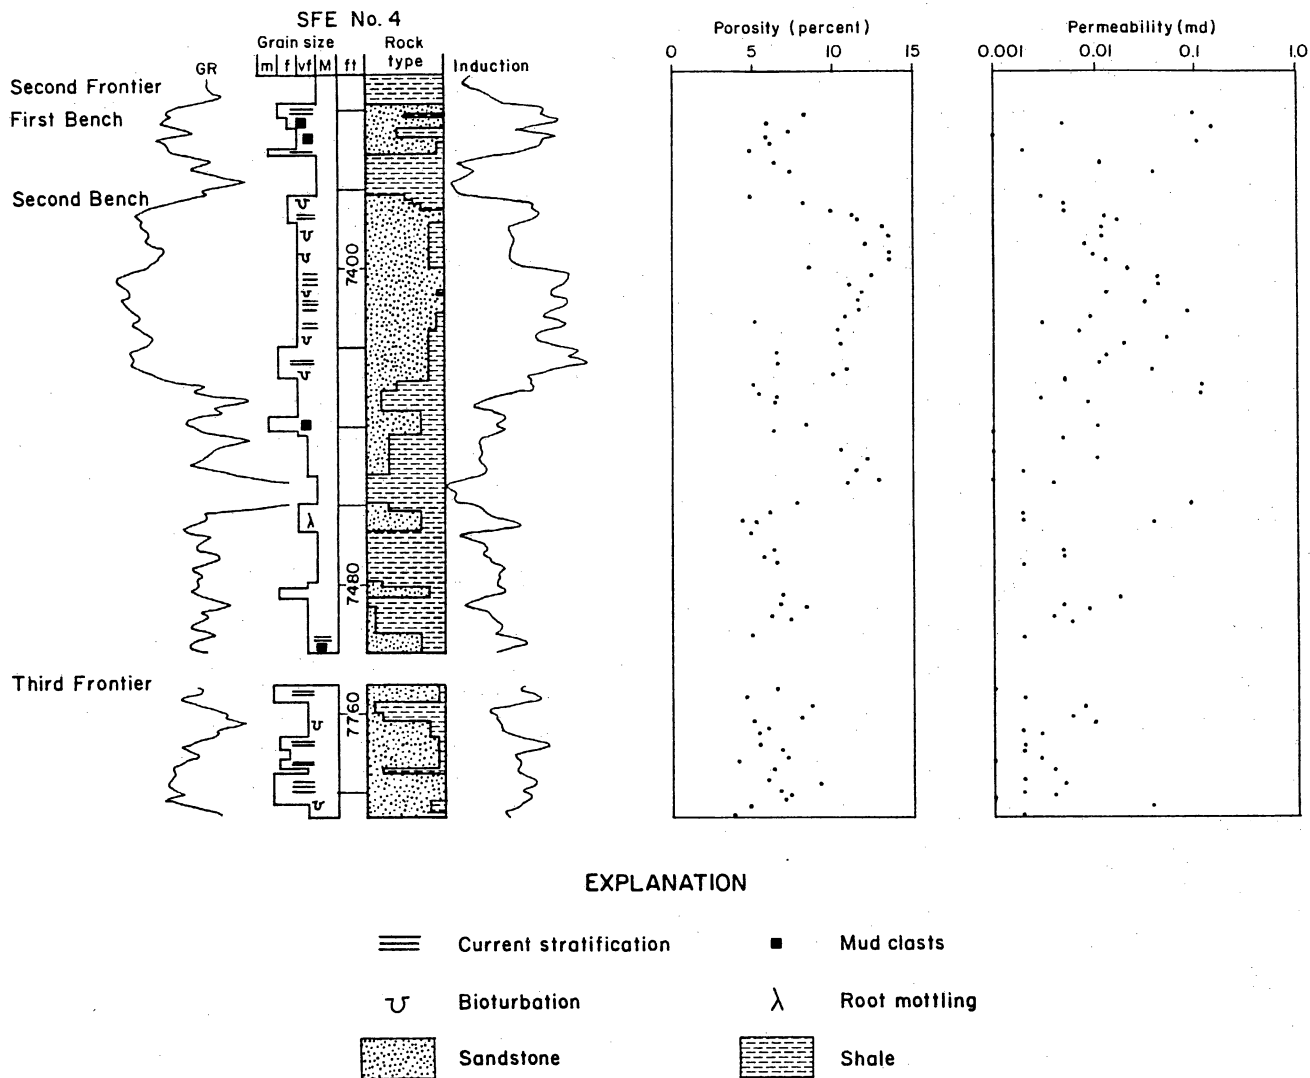 SFE No. 4
Porosity (percent)
Permeability (md)
Grain size
Rock
type
m f vf M ft
GR
Induction
0 5 10 15
0.001 0.01 0.1 1.0
Second Frontier
First Bench
Second Bench
7400
7480
Third Frontier
7760
EXPLANATION
Current stratification
Mud clasts
Bioturbation
Root mottling
Sandstone
Shale